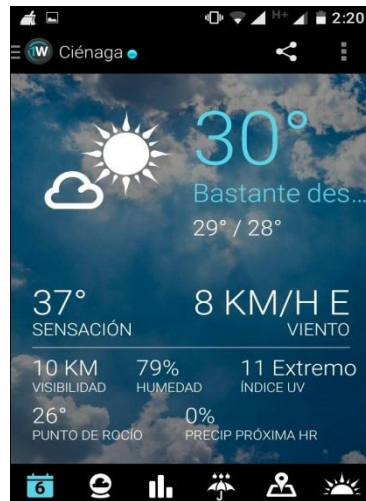 H+ 2:20
1W Ciénaga
30°
Bastante des...
29° / 28°
37° 8 KM/H E
SENSACIÓN VIENTO
10 KM 79% 11 Extremo
VISIBILIDAD HUMEDAD ÍNDICE UV
26° 0%
PUNTO DE ROCÍO PRECIP PRÓXIMA HR
6